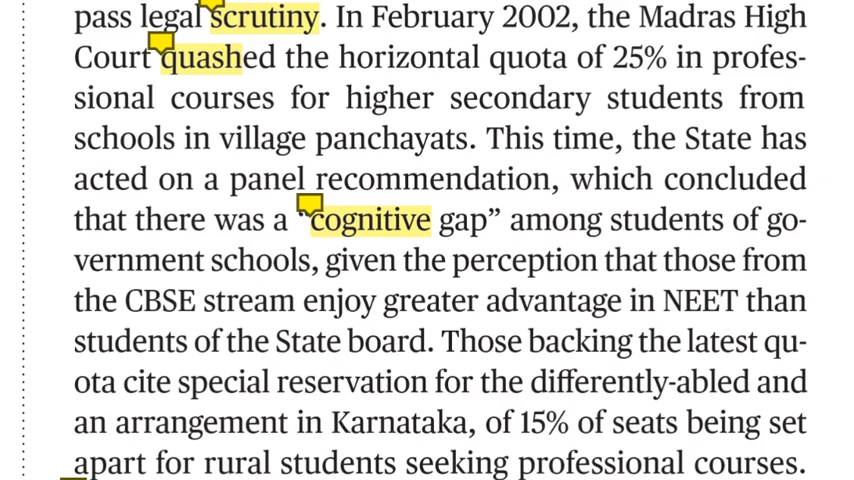 pass legal scrutiny. In February 2002, the Madras High
Court quashed the horizontal quota of 25% in profes-
sional courses for higher secondary students from
schools in village panchayats. This time, the State has
acted on a panel recommendation, which concluded
that there was a “cognitive gap” among students of go-
vernment schools, given the perception that those from
the CBSE stream enjoy greater advantage in NEET than
students of the State board. Those backing the latest qu-
ota cite special reservation for the differently-abled and
an arrangement in Karnataka, of 15% of seats being set
apart for rural students seeking professional courses.